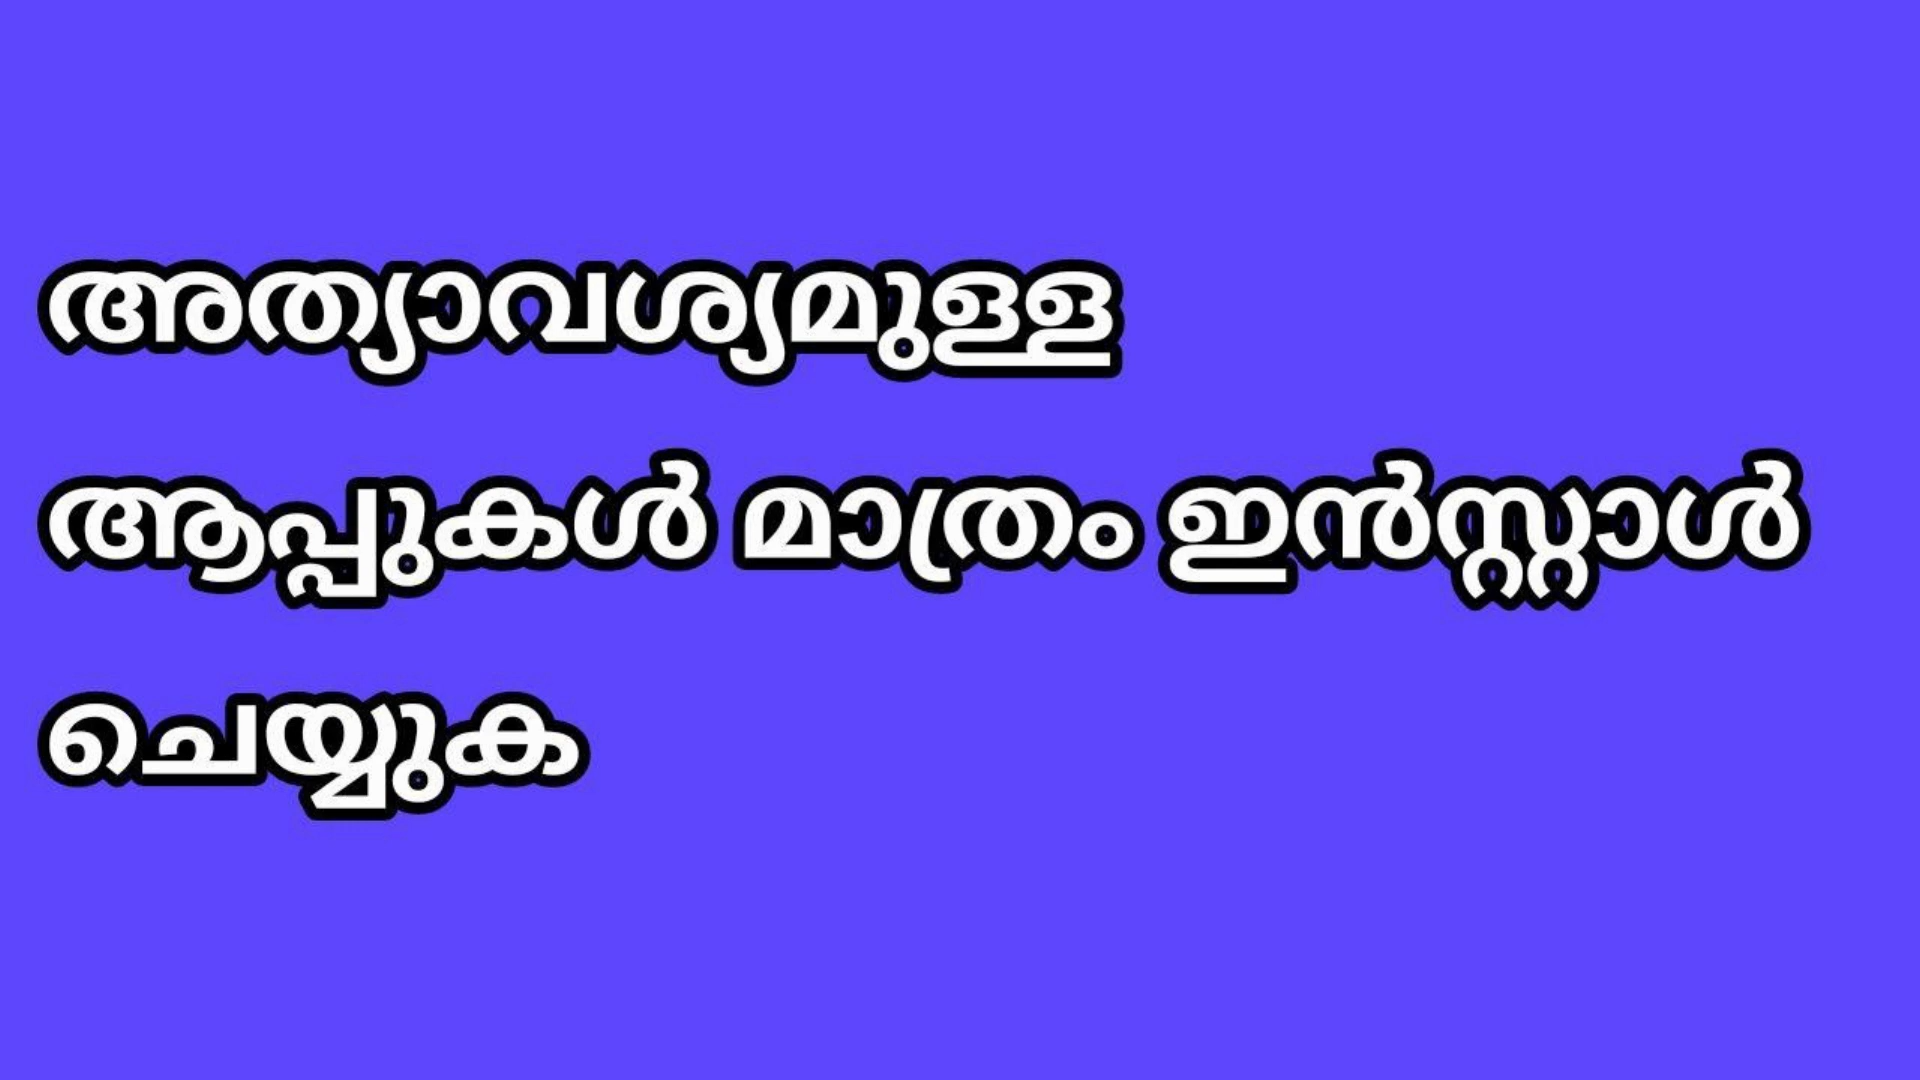 അത്യാവശ്യമുള്ള
ആപ്പുകൾ മാത്രം ഇൻസ്റ്റാൾ
ചെയ്യുക